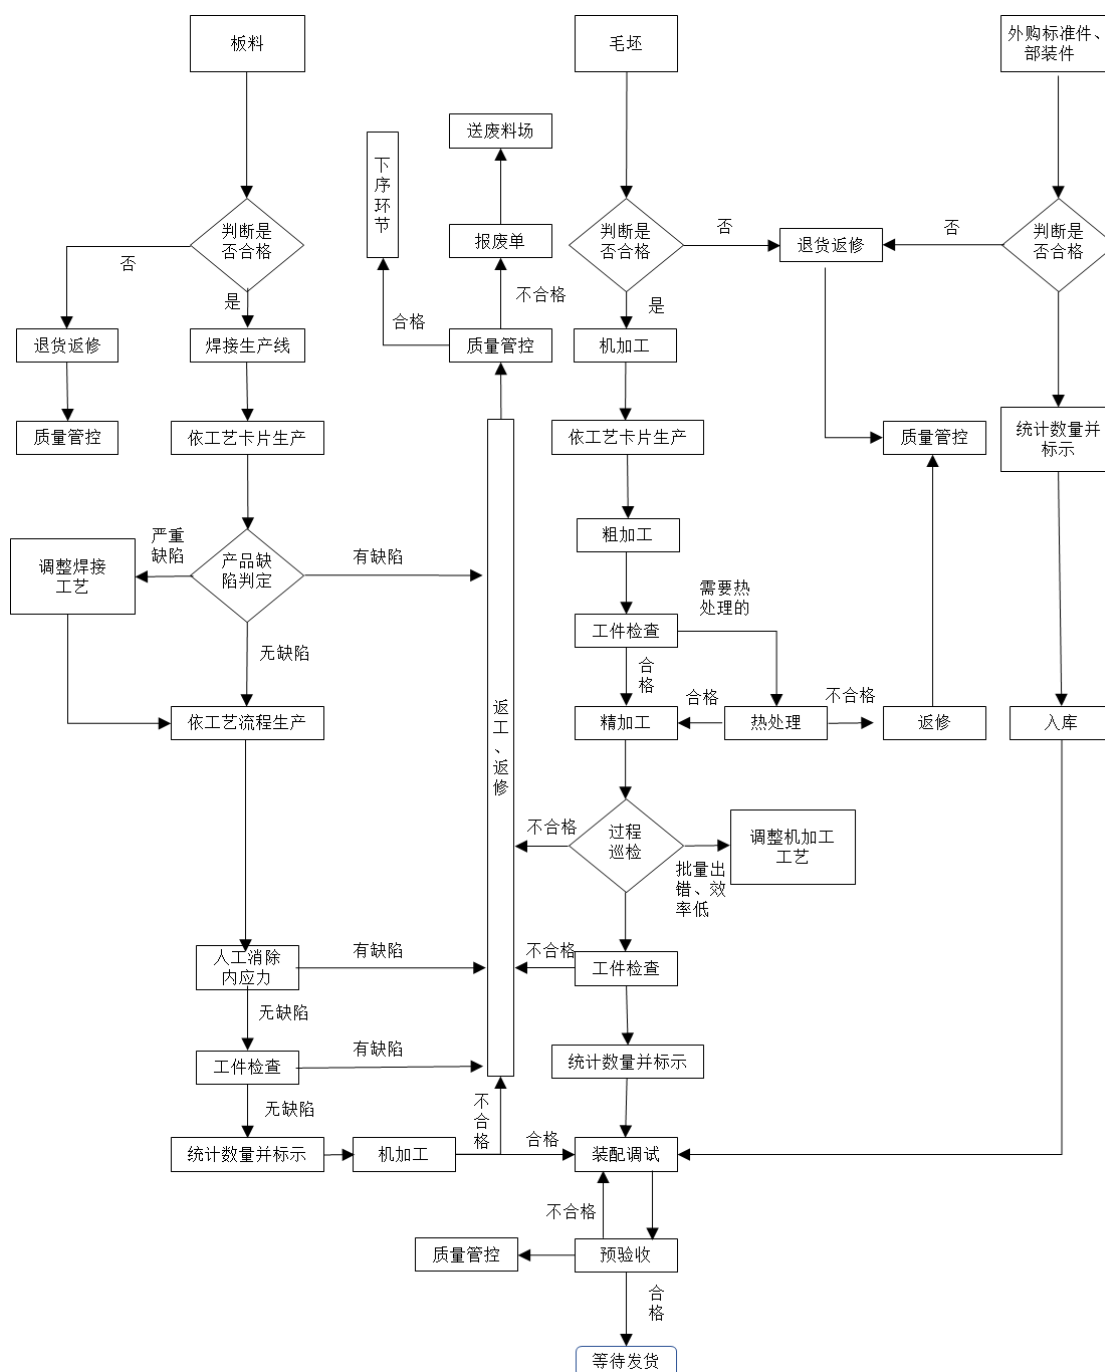 板料
毛坯
外购标准件、
部装件
送废料场
下
序
环
节
判断是
否合格
报废单
判断是
否合格
否
退货返修
否
判断是
否合格
否
是
不合格
合格
是
退货返修
焊接生产线
质量管控
机加工
质量管控
依工艺卡片生产
依工艺卡片生产
质量管控
统计数量并
标示
严重
缺陷
调整焊接
工艺
产品缺
陷判定
有缺陷
粗加工
需要热
处理的
工件检查
无缺陷
合
格
依工艺流程生产
返
工
、
返
修
精加工
合格
热处理
不合格
返修
入库
不合格
过程
巡检
调整机加工
工艺
批量出
错、效
率低
人工消除
内应力
有缺陷
不合格
工件检查
无缺陷
工件检查
有缺陷
统计数量并标示
无缺陷
不
合
格
统计数量并标示
机加工
合格
装配调试
不合格
质量管控
预验收
合
格
等待发货